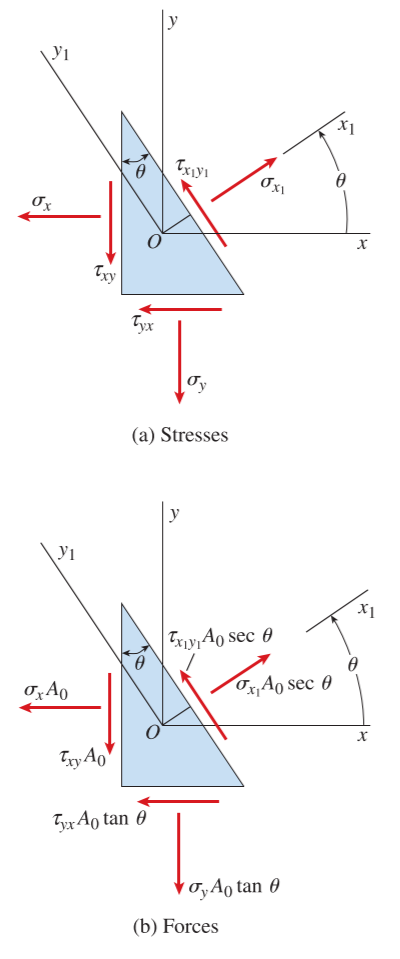 y
y₁
x₁
θ
τx₁y₁
θ
σx₁
σx
O
x
τxy
τyx
σy
(a) Stresses
y
y₁
x₁
τx₁y₁A₀ sec θ
θ
θ
σxA₀
σx₁A₀ sec θ
O
x
τxyA₀
τyxA₀ tan θ
σyA₀ tan θ
(b) Forces